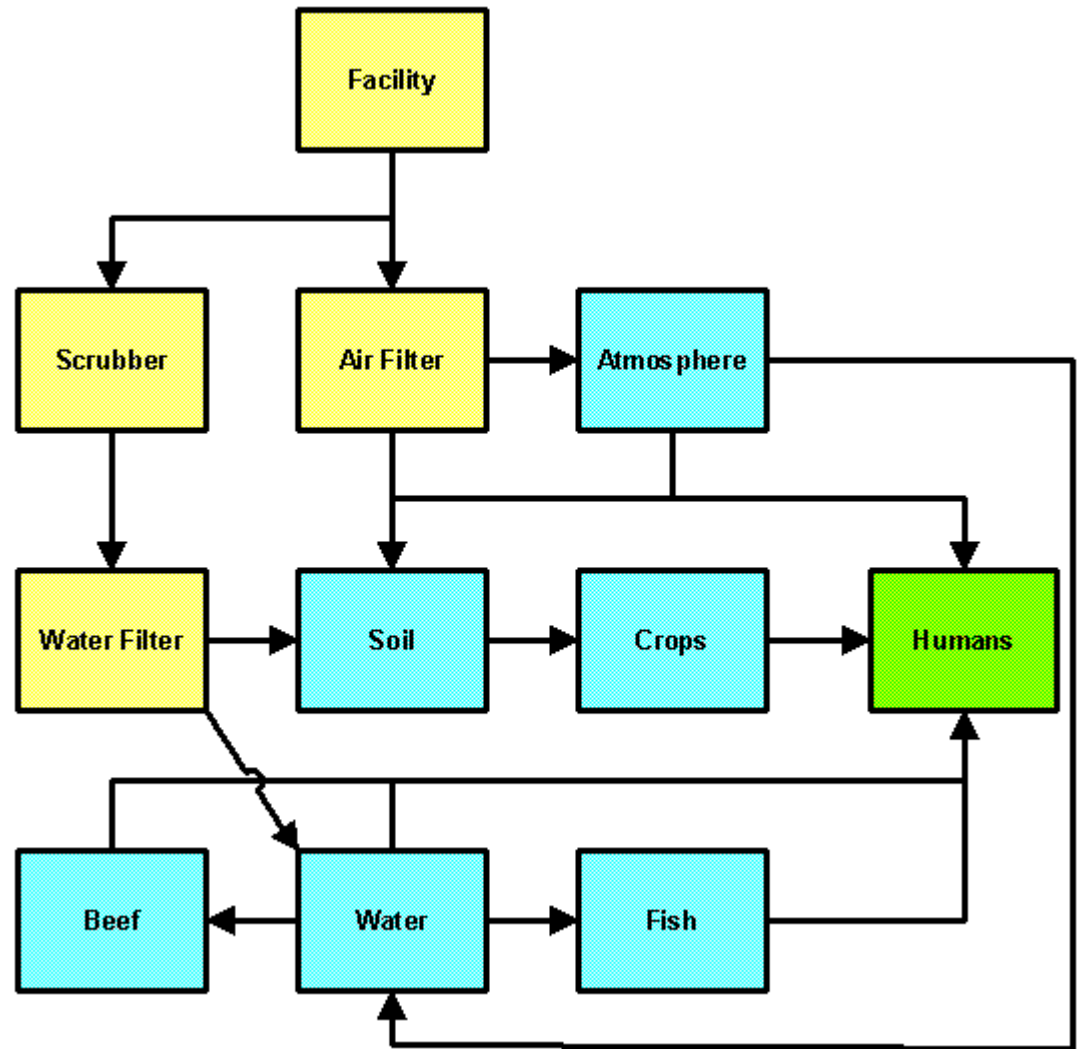 Facility
Scrubber
Air Filter
Atmosphere
Water Filter
Soil
Crops
Humans
Beef
Water
Fish